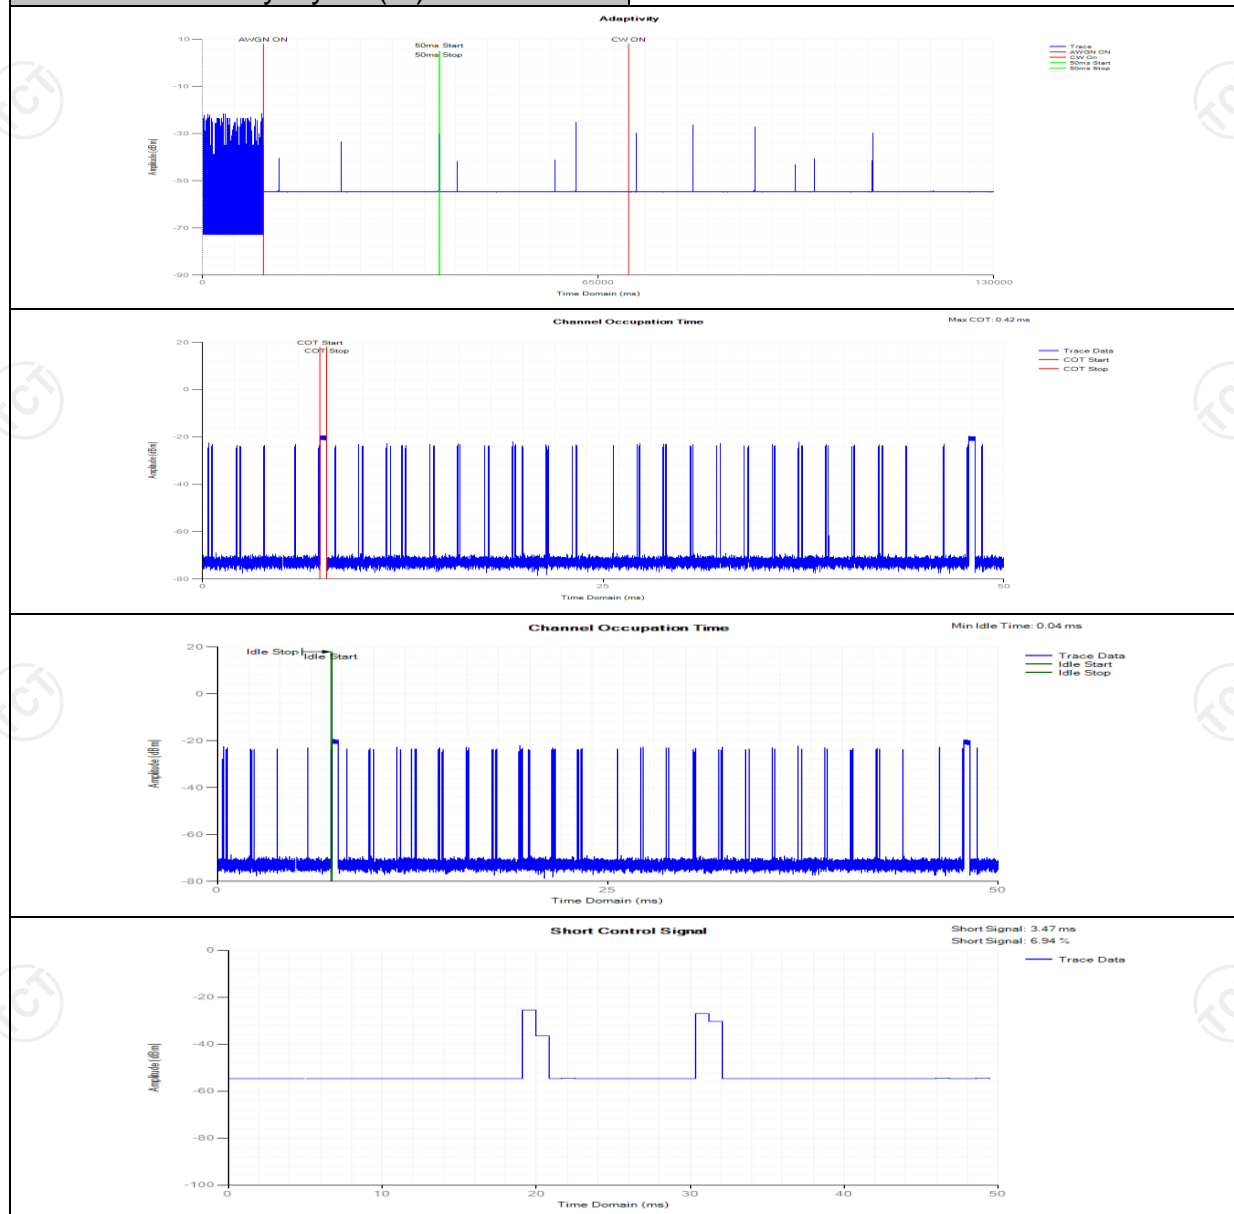 Adaptivity
AWGN ON
50ms Start
50ms Stop
CW ON
Trace
AWGN ON
CW On
50ms Start
50ms Stop
10
-10
-30
-50
-70
-90
Amplitude [dBm]
0
65000
130000
Time Domain (ms)
Channel Occupation Time
Max COT: 0.42 ms
COT Start
COT Stop
Trace Data
COT Start
COT Stop
20
0
-20
-40
-60
-80
Amplitude [dBm]
0
25
50
Time Domain (ms)
Channel Occupation Time
Min Idle Time: 0.04 ms
Idle Stop
Idle Start
Trace Data
Idle Start
Idle Stop
20
0
-20
-40
-60
-80
Amplitude [dBm]
0
25
50
Time Domain (ms)
Short Control Signal
Short Signal: 3.47 ms
Short Signal: 6.94 %
Trace Data
0
-20
-40
-60
-80
-100
Amplitude [dBm]
0
10
20
30
40
50
Time Domain (ms)